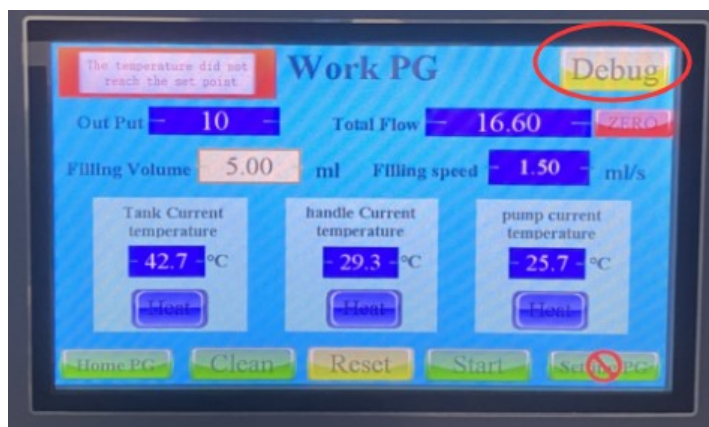 The temperature did not
reach the set point
Work PG
Debug
Out Put 10 Total Flow 16.60 ZERO
Filling Volume 5.00 ml Filling speed 1.50 ml/s
Tank Current
temperature
42.7 °C
Heat
handle Current
temperature
29.3 °C
Heat
pump current
temperature
25.7 °C
Heat
Home PG Clean Reset Start PG